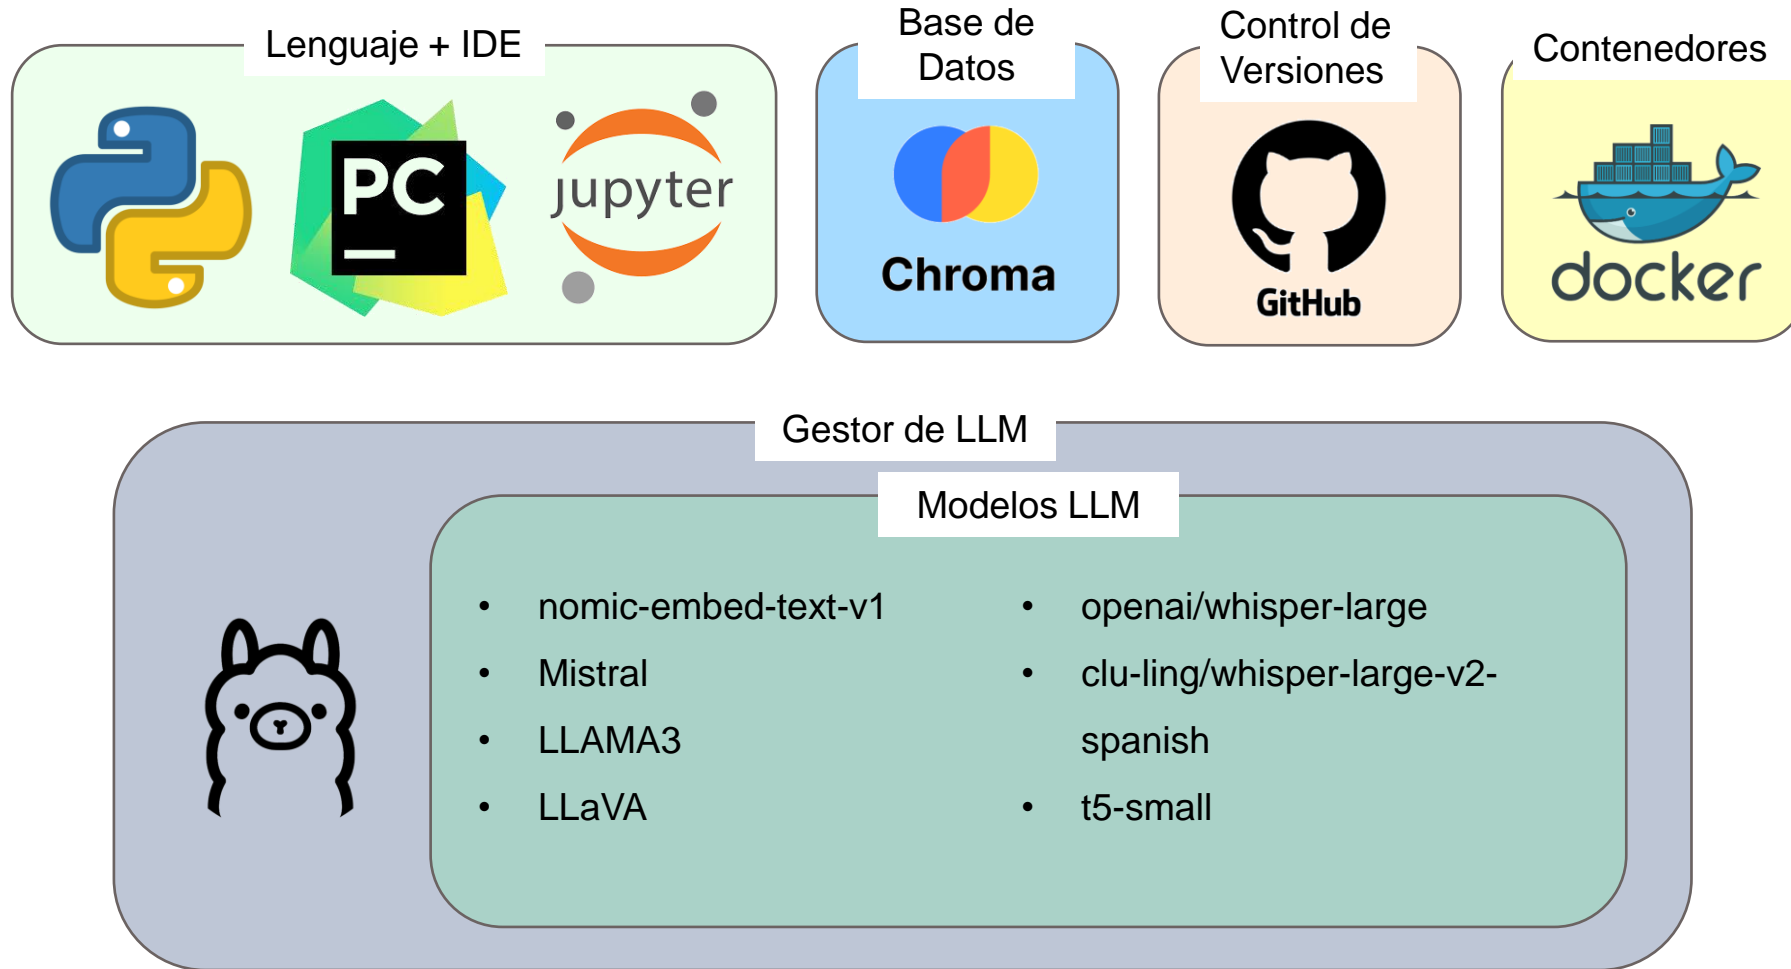 Lenguaje + IDE
PC
jupyter
Base de
Datos
Chroma
Control de
Versiones
GitHub
Contenedores
docker
Gestor de LLM
Modelos LLM
• nomic-embed-text-v1
• Mistral
• LLAMA3
• LLaVA
• openai/whisper-large
• clu-ling/whisper-large-v2-
spanish
• t5-small